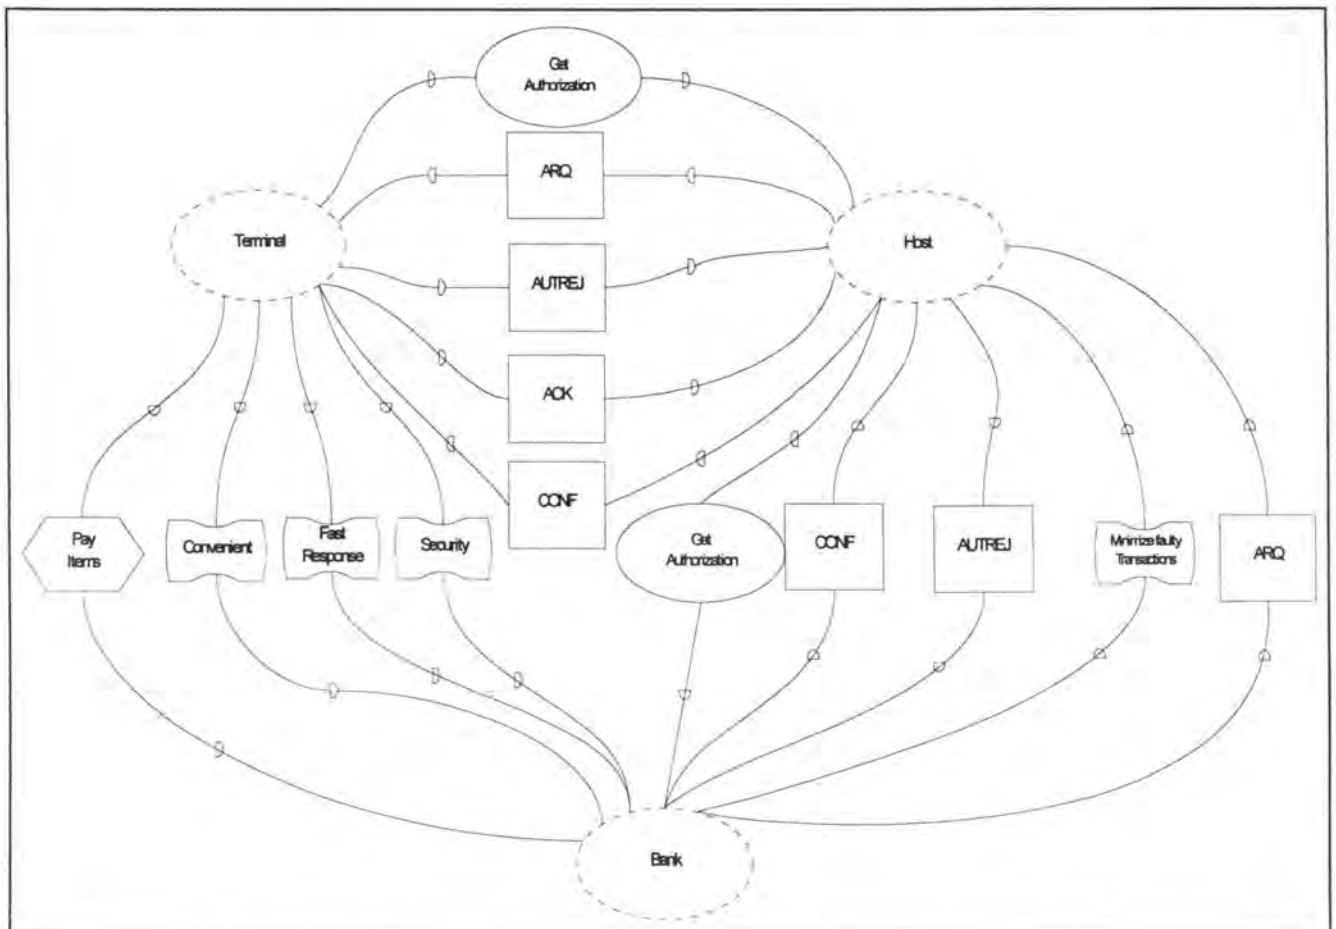 Get
Authorization
ARQ
Terminal
Host
AUTREJ
ACK
CONF
Pay
Items
Convenient
Fast
Response
Security
Get
Authorization
CONF
AUTREJ
Minimize faulty
Transactions
ARQ
Bank